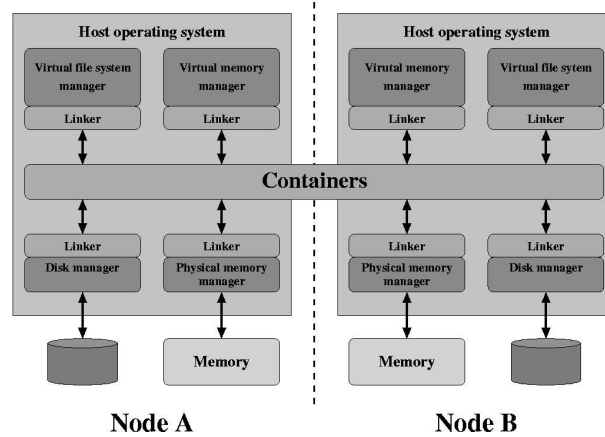 Host operating system
Virtual file system
manager
Linker
Virtual memory
manager
Linker
Host operating system
Virutal memory
manager
Linker
Virtual file sytem
manager
Linker
Containers
Linker
Disk manager
Linker
Physical memory
manager
Linker
Physical memory
manager
Linker
Disk manager
Memory
Memory
Node A
Node B